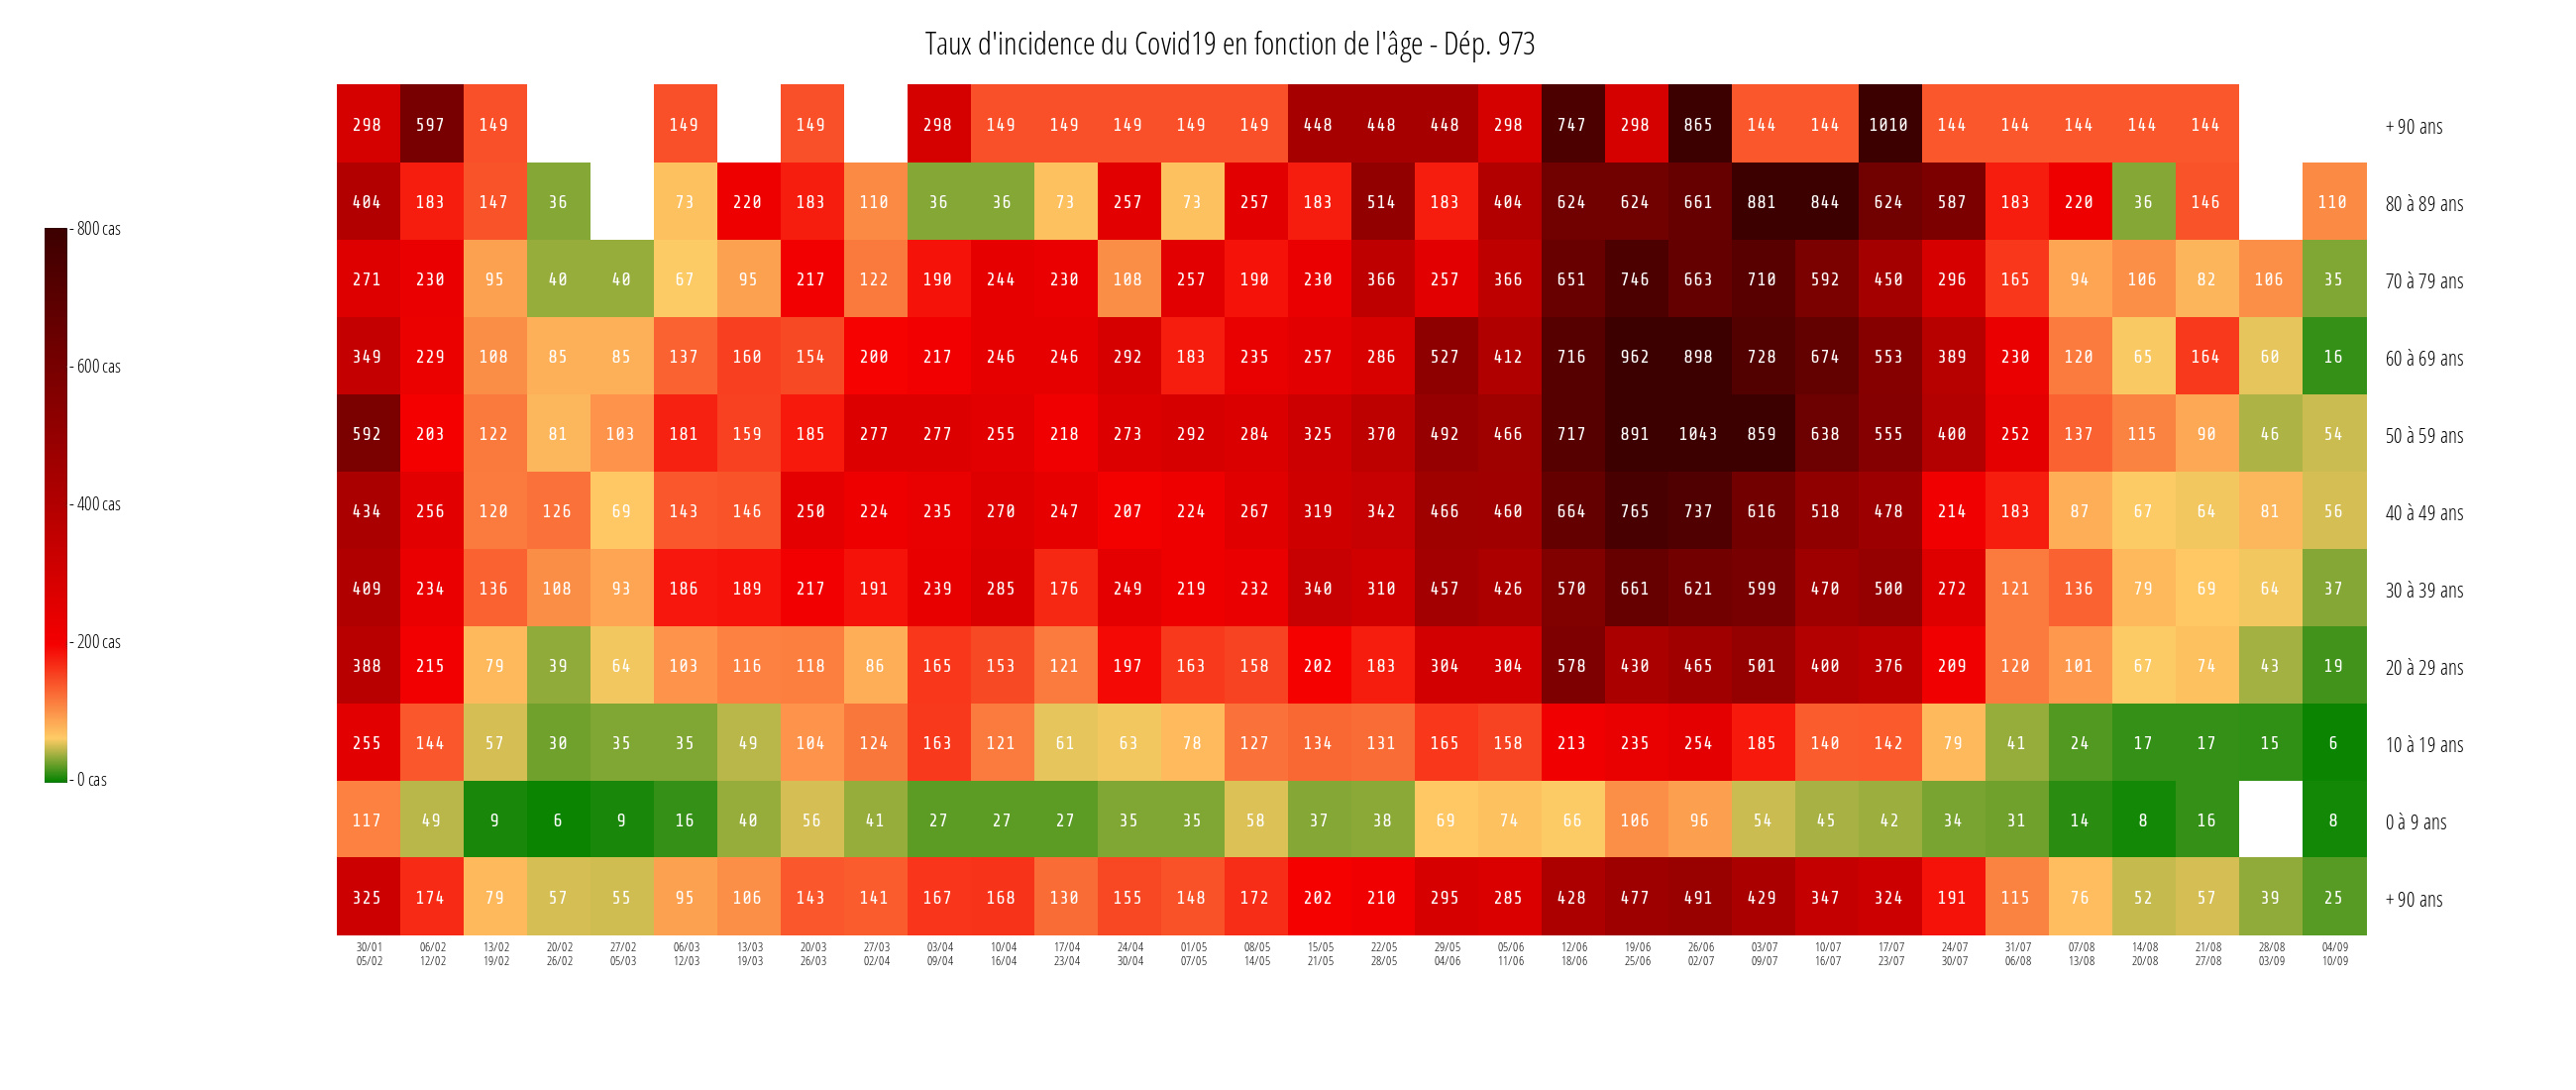 Taux d'incidence du Covid19 en fonction de l'âge - Dép. 973
298 597 149 149 149 298 149 149 149 149 149 448 448 448 298 747 298 865 144 144 1010 144 144 144 144 144 + 90 ans
404 183 147 36 73 220 183 110 36 36 73 257 73 257 183 514 183 404 624 624 661 881 844 624 587 183 220 36 146 110 80 à 89 ans
271 230 95 40 40 67 95 217 122 190 244 230 108 257 190 230 366 257 366 651 746 663 710 592 450 296 165 94 106 82 106 35 70 à 79 ans
349 229 108 85 85 137 160 154 200 217 246 246 292 183 235 257 286 527 412 716 962 898 728 674 553 389 230 120 65 164 60 16 60 à 69 ans
592 203 122 81 103 181 159 185 277 277 255 218 273 292 284 325 370 492 466 717 891 1043 859 638 555 400 252 137 115 90 46 54 50 à 59 ans
434 256 120 126 69 143 146 250 224 235 270 247 207 224 267 319 342 466 460 664 765 737 616 518 478 214 183 87 67 64 81 56 40 à 49 ans
409 234 136 108 93 186 189 217 191 239 285 176 249 219 232 340 310 457 426 570 661 621 599 470 500 272 121 136 79 69 64 37 30 à 39 ans
388 215 79 39 64 103 116 118 86 165 153 121 197 163 158 202 183 304 304 578 430 465 501 400 376 209 120 101 67 74 43 19 20 à 29 ans
255 144 57 30 35 35 49 104 124 163 121 61 63 78 127 134 131 165 158 213 235 254 185 140 142 79 41 24 17 17 15 6 10 à 19 ans
117 49 9 6 9 16 40 56 41 27 27 27 35 35 58 37 38 69 74 66 106 96 54 45 42 34 31 14 8 16 8 0 à 9 ans
325 174 79 57 55 95 106 143 141 167 168 130 155 148 172 202 210 295 285 428 477 491 429 347 324 191 115 76 52 57 39 25 + 90 ans
30/01 06/02 13/02 20/02 27/02 06/03 13/03 20/03 27/03 03/04 10/04 17/04 24/04 01/05 08/05 15/05 22/05 29/05 05/06 12/06 19/06 26/06 03/07 10/07 17/07 24/07 31/07 07/08 14/08 21/08 28/08 04/09
05/02 12/02 19/02 26/02 05/03 12/03 19/03 26/03 02/04 09/04 16/04 23/04 30/04 07/05 14/05 21/05 28/05 04/06 11/06 18/06 25/06 02/07 09/07 16/07 23/07 30/07 06/08 13/08 20/08 27/08 03/09 10/09
- 800 cas
- 600 cas
- 400 cas
- 200 cas
- 0 cas